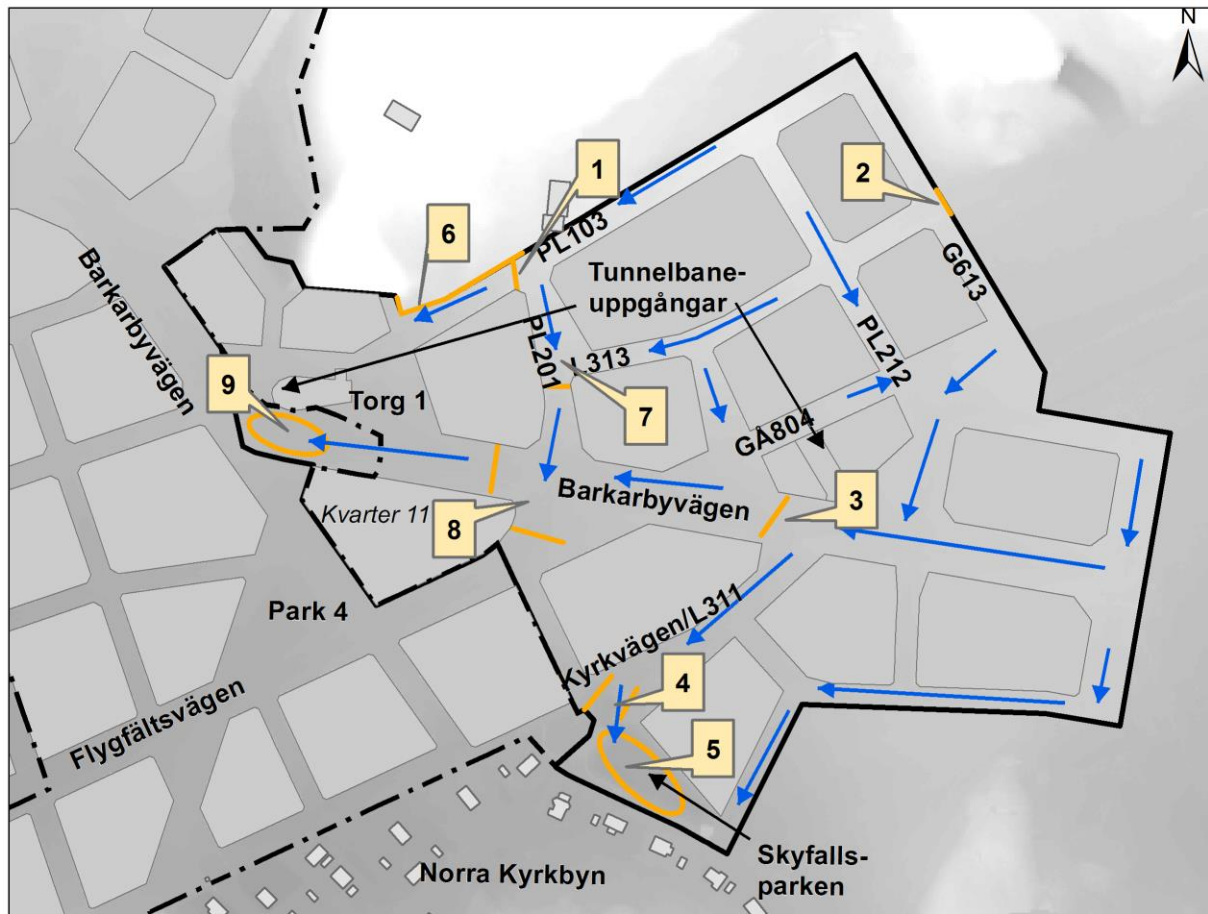 N
1
2
PL103
6
Tunnelbane-
uppgångar
G613
Barkarbyvägen
PL201
L313
PL212
9
Torg 1
7
GÅ804
Barkarbyvägen
3
Kvarter 11
8
Park 4
Kyrkvägen/L311
4
Flygfältsvägen
5
Skyfalls-
parken
Norra Kyrkbyn